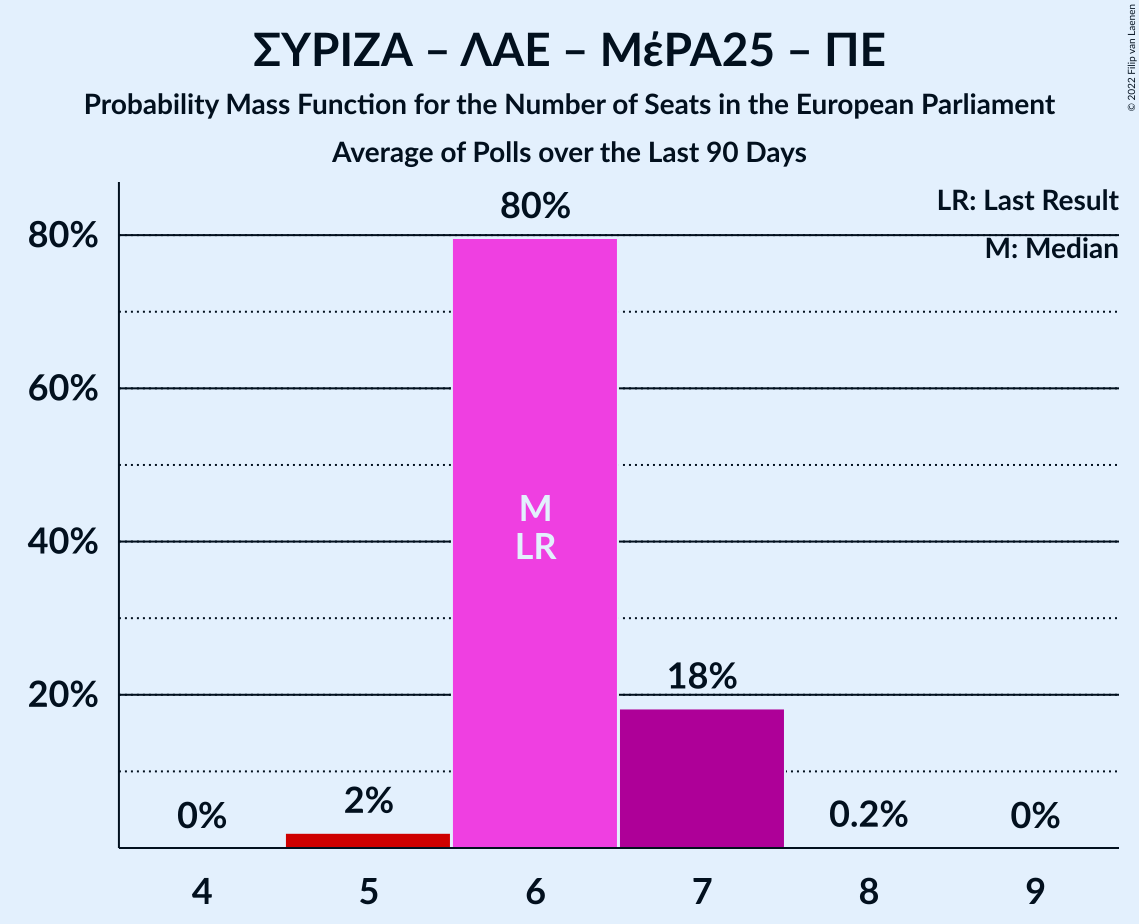 ΣΥΡΙΖΑ – ΛΑΕ – ΜέΡΑ25 – ΠΕ
Probability Mass Function for the Number of Seats in the European Parliament
Average of Polls over the Last 90 Days
© 2022 Filip van Laenen
LR: Last Result
M: Median
80%
60%
40%
20%
0%
2%
80%
M
LR
18%
0.2%
0%
4 5 6 7 8 9